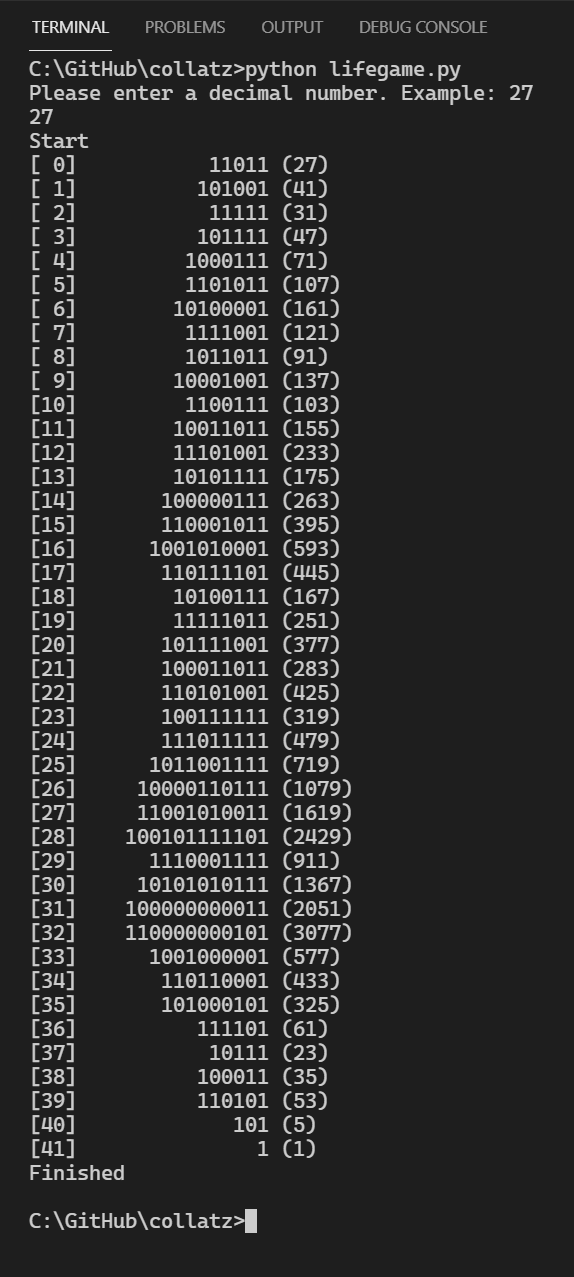 TERMINAL PROBLEMS OUTPUT DEBUG CONSOLE
C:\GitHub\collatz>python lifegame.py
Please enter a decimal number. Example: 27
27
Start
[ 0] 11011 (27)
[ 1] 101001 (41)
[ 2] 11111 (31)
[ 3] 101111 (47)
[ 4] 1000111 (71)
[ 5] 1101011 (107)
[ 6] 10100001 (161)
[ 7] 1111001 (121)
[ 8] 1011011 (91)
[ 9] 10001001 (137)
[10] 1100111 (103)
[11] 10011011 (155)
[12] 11101001 (233)
[13] 10101111 (175)
[14] 100000111 (263)
[15] 110001011 (395)
[16] 1001010001 (593)
[17] 110111101 (445)
[18] 10100111 (167)
[19] 11111011 (251)
[20] 101111001 (377)
[21] 100011011 (283)
[22] 110101001 (425)
[23] 100111111 (319)
[24] 111011111 (479)
[25] 1011001111 (719)
[26] 10000110111 (1079)
[27] 11001010011 (1619)
[28] 100101111101 (2429)
[29] 1110001111 (911)
[30] 10101010111 (1367)
[31] 100000000011 (2051)
[32] 110000000101 (3077)
[33] 1001000001 (577)
[34] 110110001 (433)
[35] 101000101 (325)
[36] 111101 (61)
[37] 10111 (23)
[38] 100011 (35)
[39] 110101 (53)
[40] 101 (5)
[41] 1 (1)
Finished
C:\GitHub\collatz>